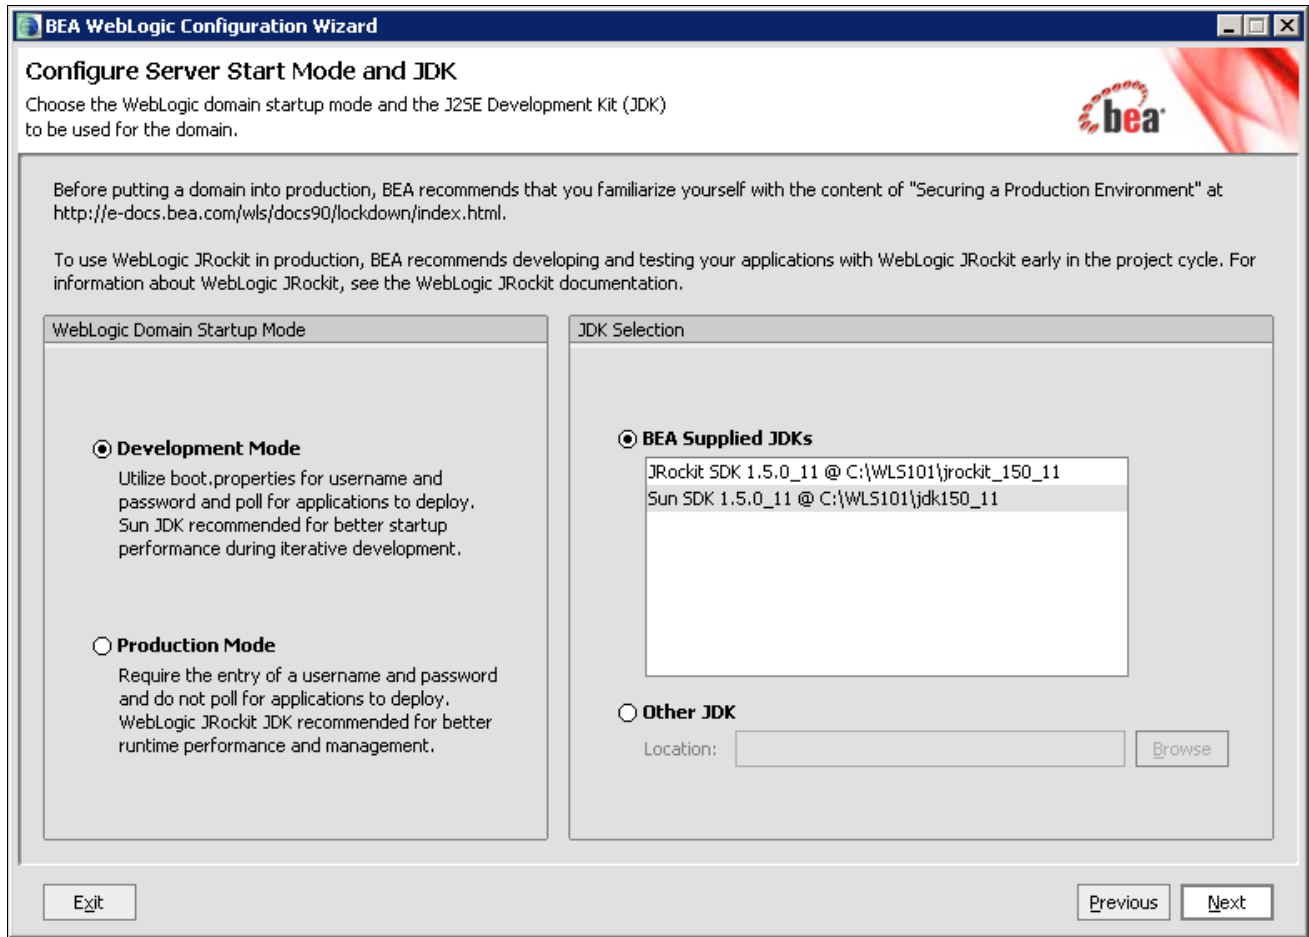 BEA WebLogic Configuration Wizard
Configure Server Start Mode and JDK
Choose the WebLogic domain startup mode and the J2SE Development Kit (JDK)
to be used for the domain.
bea
Before putting a domain into production, BEA recommends that you familiarize yourself with the content of "Securing a Production Environment" at
http://e-docs.bea.com/wls/docs90/lockdown/index.html.
To use WebLogic JRockit in production, BEA recommends developing and testing your applications with WebLogic JRockit early in the project cycle. For
information about WebLogic JRockit, see the WebLogic JRockit documentation.
WebLogic Domain Startup Mode
Development Mode
Utilize boot.properties for username and
password and poll for applications to deploy.
Sun JDK recommended for better startup
performance during iterative development.
Production Mode
Require the entry of a username and password
and do not poll for applications to deploy.
WebLogic JRockit JDK recommended for better
runtime performance and management.
JDK Selection
BEA Supplied JDKs
JRockit SDK 1.5.0_11 @ C:\WLS101\jrockit_150_11
Sun SDK 1.5.0_11 @ C:\WLS101\jdk150_11
Other JDK
Location:
Browse
Exit
Previous
Next